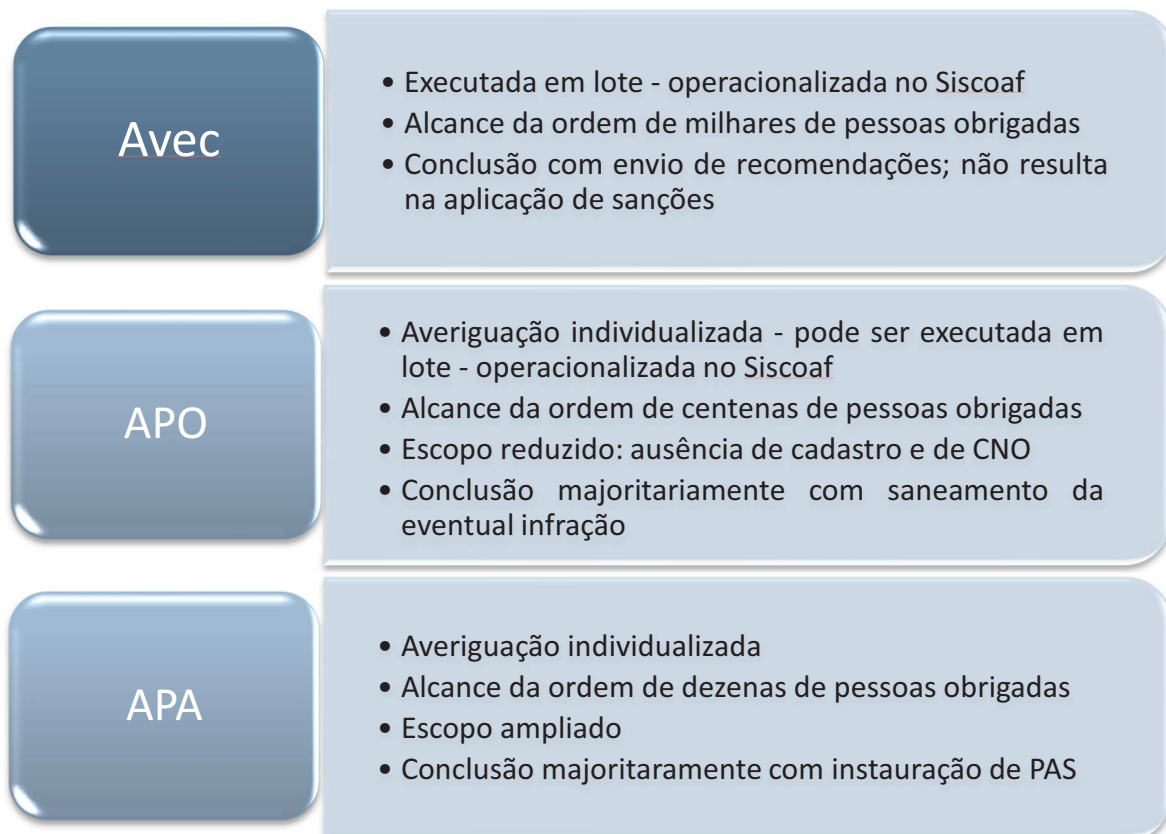 Avec
• Executada em lote - operacionalizada no Siscoaf
• Alcance da ordem de milhares de pessoas obrigadas
• Conclusão com envio de recomendações; não resulta
na aplicação de sanções
APO
• Averiguação individualizada - pode ser executada em
lote - operacionalizada no Siscoaf
• Alcance da ordem de centenas de pessoas obrigadas
• Escopo reduzido: ausência de cadastro e de CNO
• Conclusão majoritariamente com saneamento da
eventual infração
APA
• Averiguação individualizada
• Alcance da ordem de dezenas de pessoas obrigadas
• Escopo ampliado
• Conclusão majoritaramente com instauração de PAS